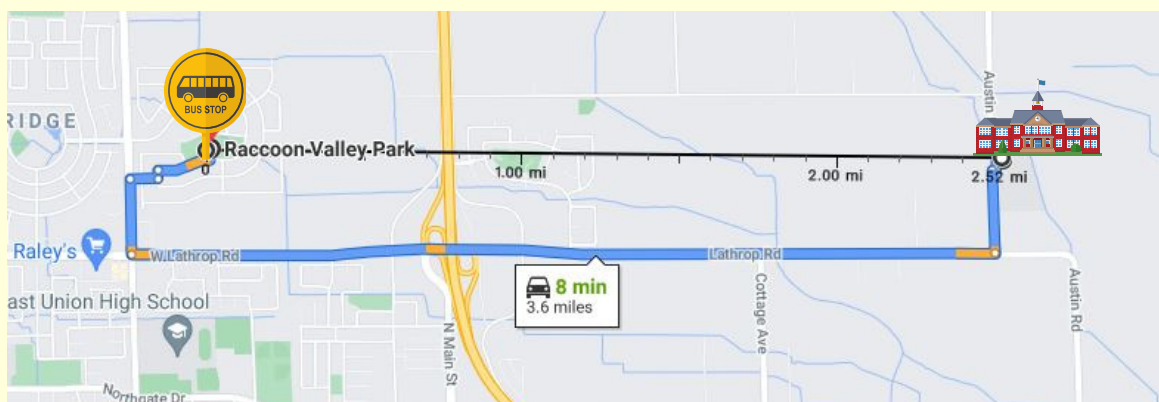 Austin
BUS STOP
RIDGE
Raccoon Valley Park
0
1.00 mi
2.00 mi
2.52 mi
Raley's
W Lathrop Rd
Lathrop Rd
8 min
3.6 miles
ast Union High School
N Main St
Cottage Ave
Austin Rd
Northgate Dr